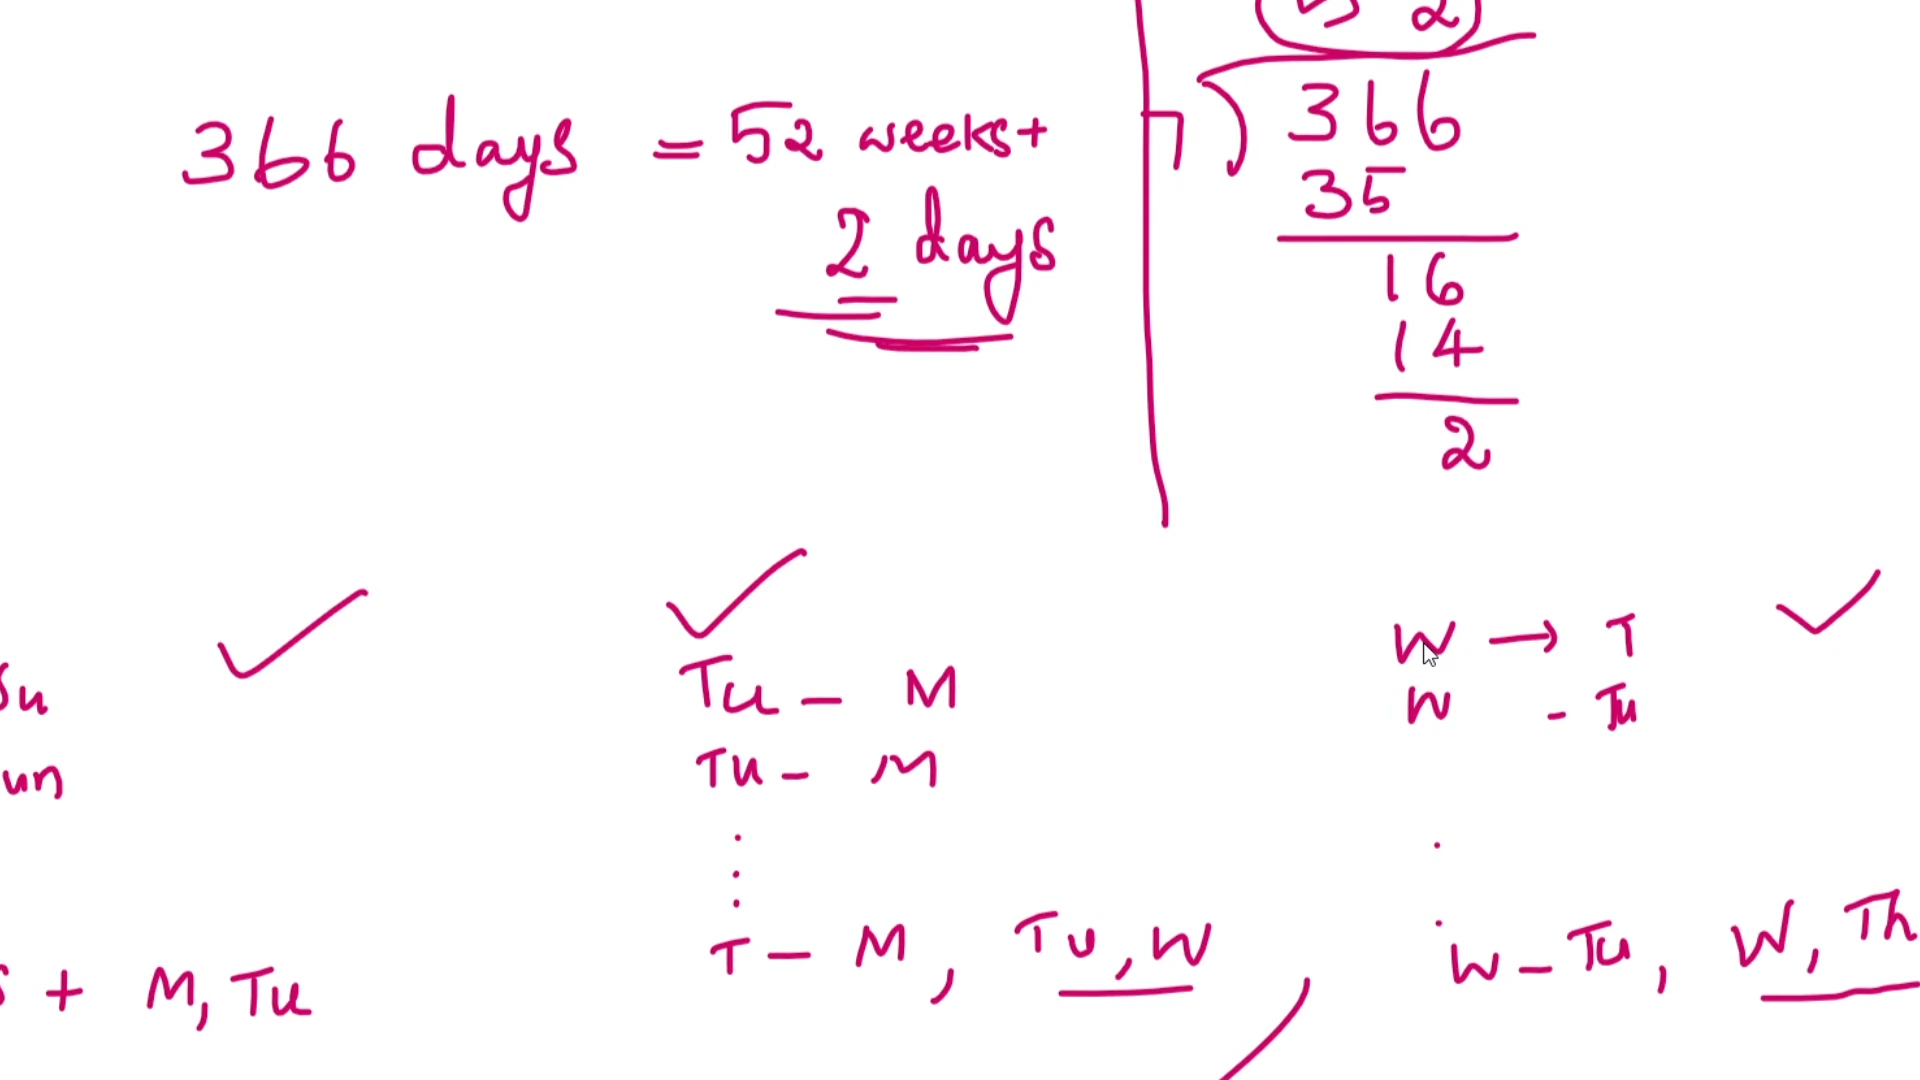 52
366 days = 52 weeks+
2 days
7 ) 366
35
16
14
2
Su
Tu – M
W → T
W - Tu
un
Tu – M
T – M, Tu, W
W – Tu, W, Th
S + M, Tu